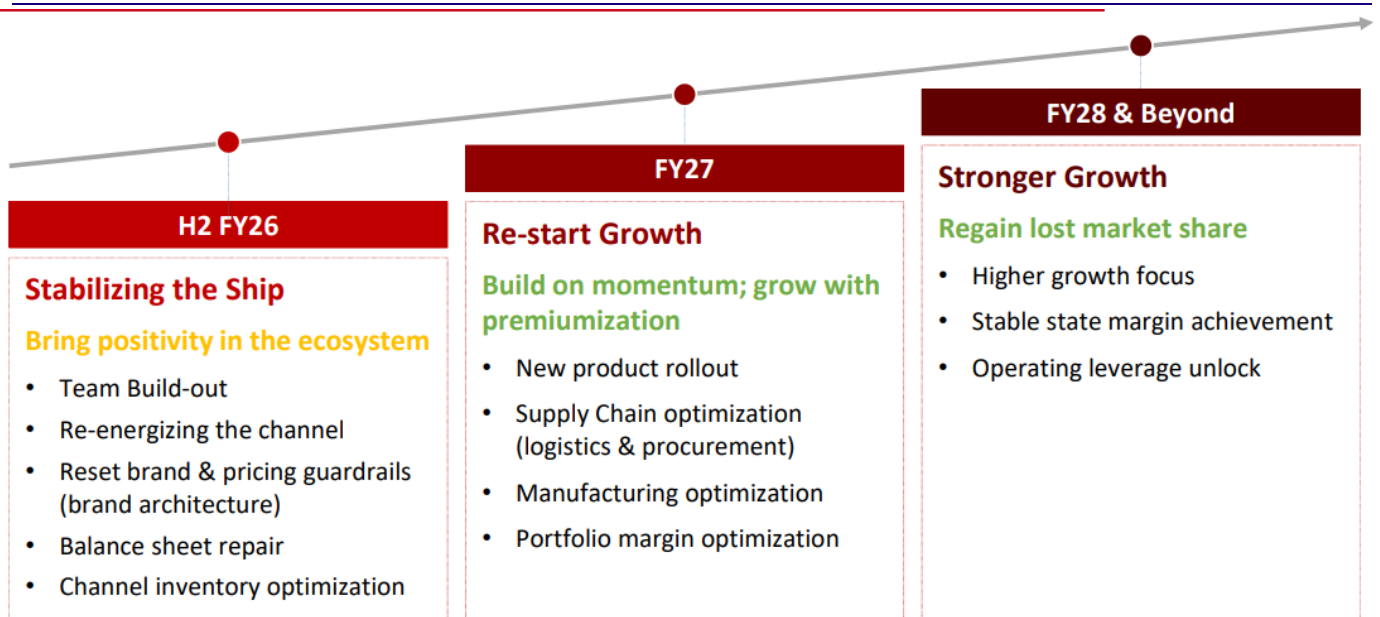 H2 FY26
Stabilizing the Ship
Bring positivity in the ecosystem
• Team Build-out
• Re-energizing the channel
• Reset brand & pricing guardrails
(brand architecture)
• Balance sheet repair
• Channel inventory optimization
FY27
Re-start Growth
Build on momentum; grow with
premiumization
• New product rollout
• Supply Chain optimization
(logistics & procurement)
• Manufacturing optimization
• Portfolio margin optimization
FY28 & Beyond
Stronger Growth
Regain lost market share
• Higher growth focus
• Stable state margin achievement
• Operating leverage unlock